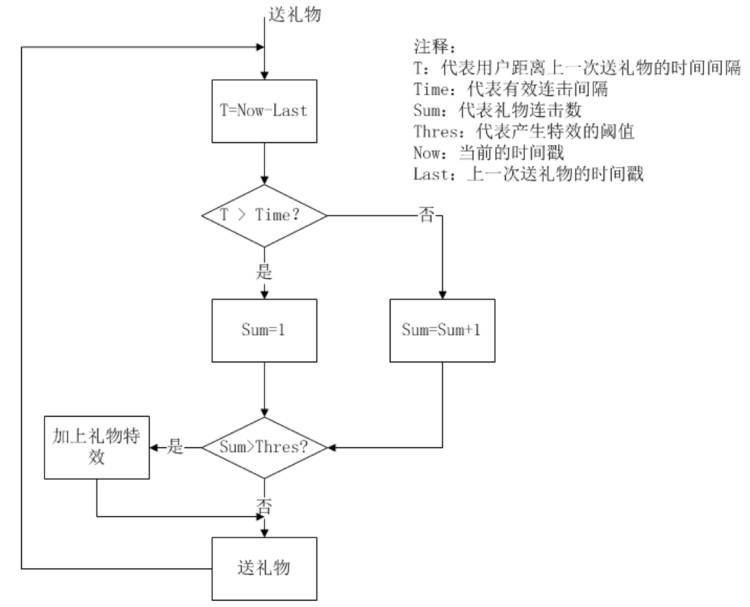 送礼物
注释：
T：代表用户距离上一次送礼物的时间间隔
Time：代表有效连击间隔
Sum：代表礼物连击数
Thres：代表产生特效的阈值
Now：当前的时间戳
Last：上一次送礼物的时间戳
T=Now-Last
T > Time?
否
是
Sum=1
Sum=Sum+1
加上礼物特
效
是
Sum>Thres?
否
送礼物